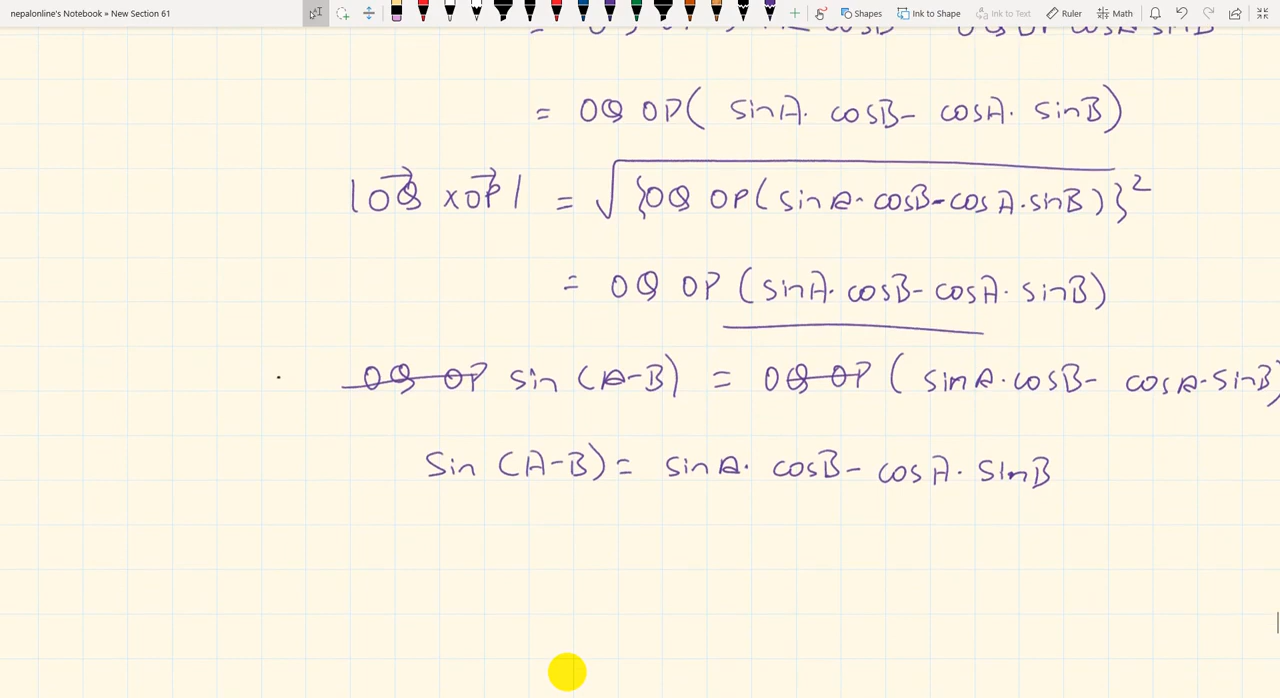 nepalonline's Notebook » New Section 61
Shapes Ink to Shape Ink to Text Ruler Math
= OQ OP( sinA. cosB- cosA. sinB)
|OQ⃗ xOP⃗| = √{OQ OP(sinA. cosB-cosA.sinB)}²
= OQ OP (sinA. cosB- cosA. sinB)
OQ OP sin (A-B) = OQ OP ( sinA.cosB- cosA.sinB)
Sin (A-B) = sinA. cosB- cosA. SinB